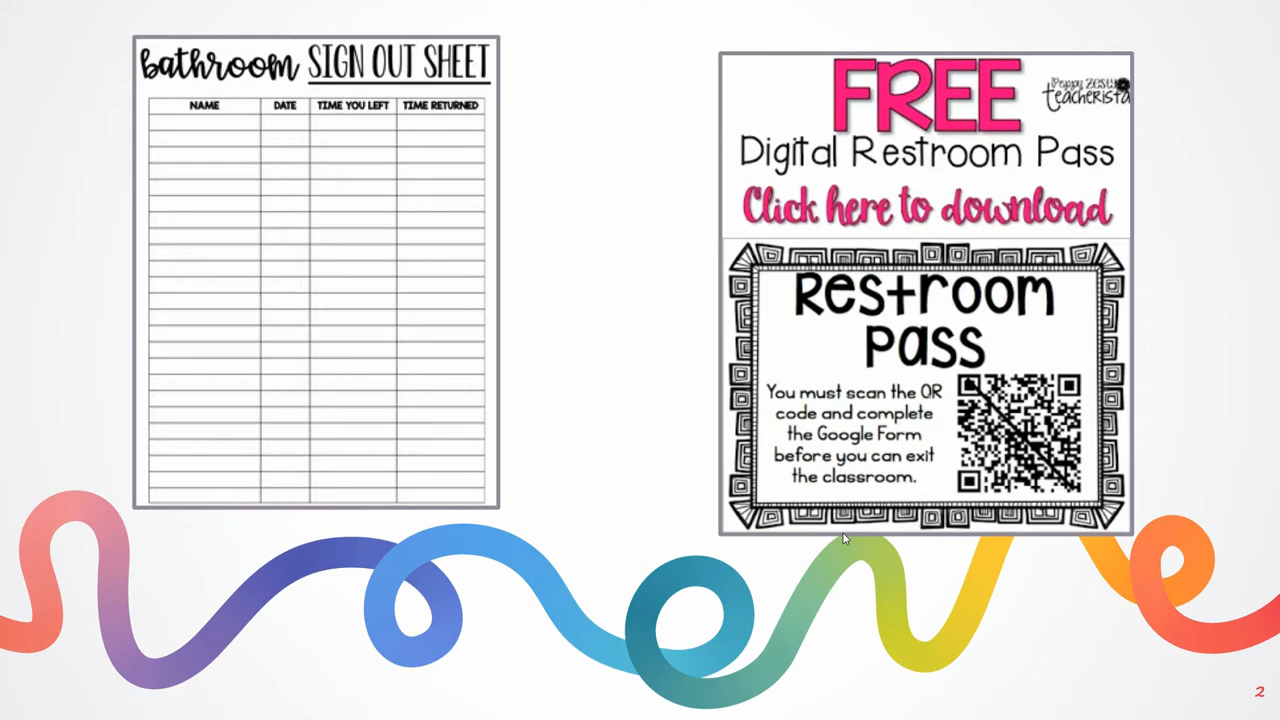 bathroom SIGN OUT SHEET
NAME DATE TIME YOU LEFT TIME RETURNED
FREE
Peppy Zesty
Teacherista
Digital Restroom Pass
Click here to download
Restroom
Pass
You must scan the QR
code and complete
the Google Form
before you can exit
the classroom.
2